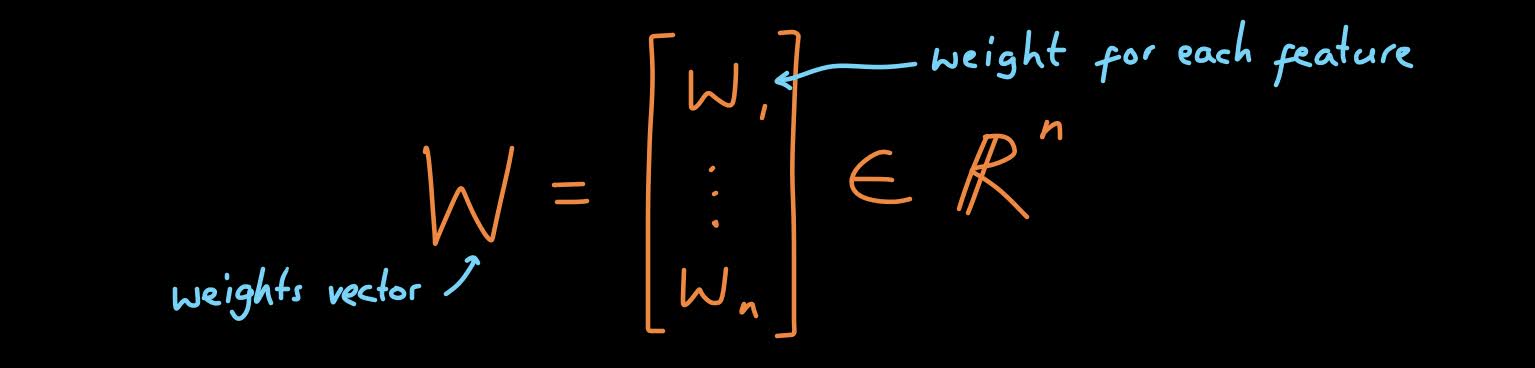 weight for each feature
W = [ W₁ ⋮ Wₙ ] ∈ ℝⁿ
weights vector